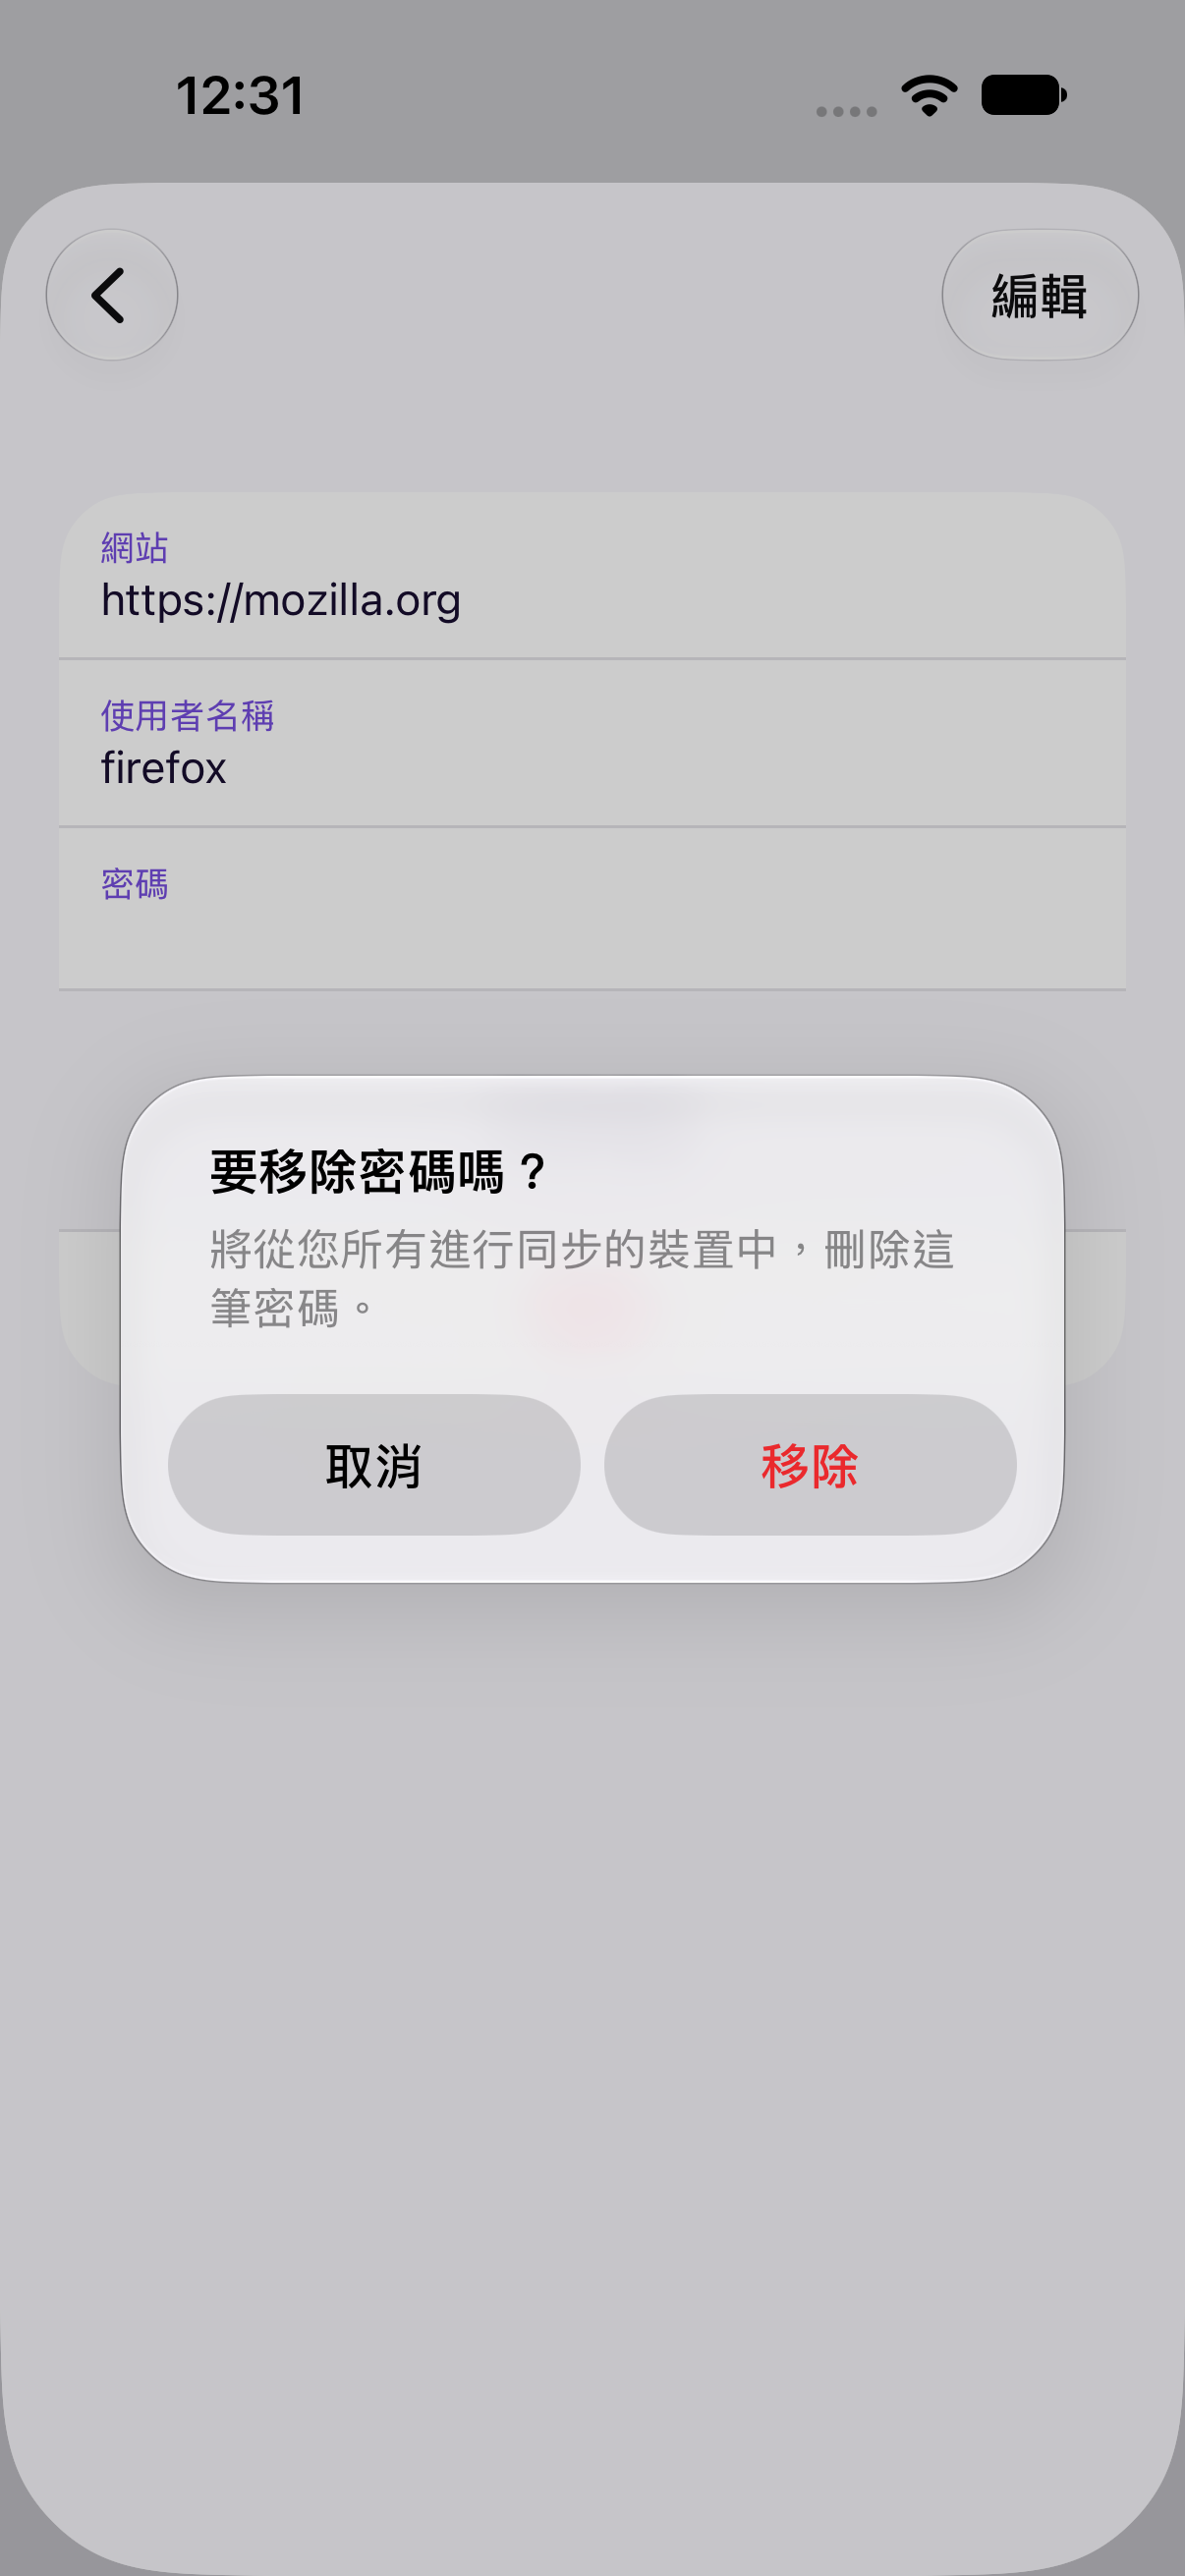 12:31
編輯
網站
https://mozilla.org
使用者名稱
firefox
密碼
要移除密碼嗎？
將從您所有進行同步的裝置中，刪除這
筆密碼。
取消
移除